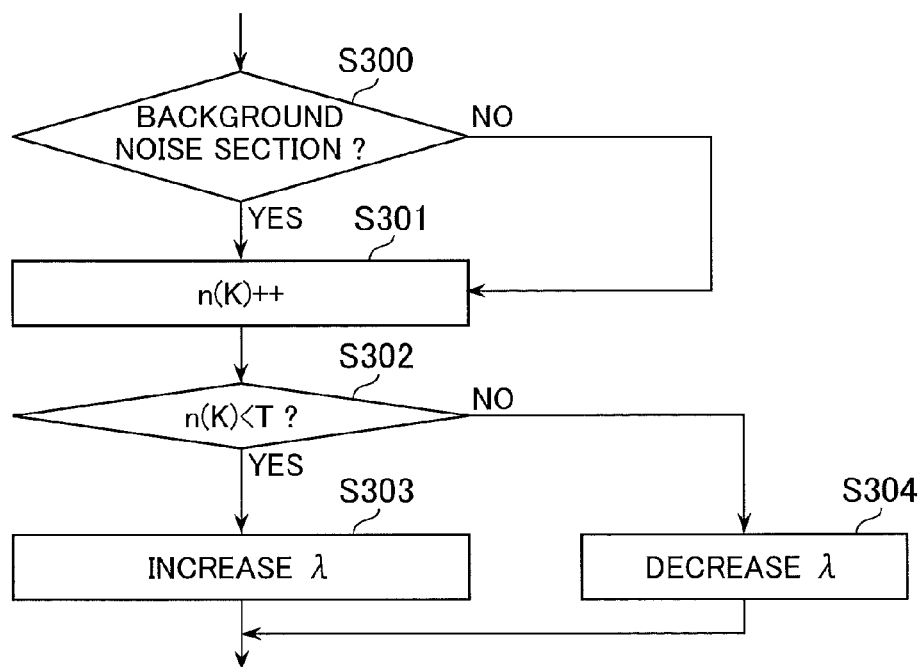 S300
BACKGROUND
NOISE SECTION ?
NO
YES
S301
n(K)++
S302
n(K)<T ?
NO
YES
S303
INCREASE λ
S304
DECREASE λ